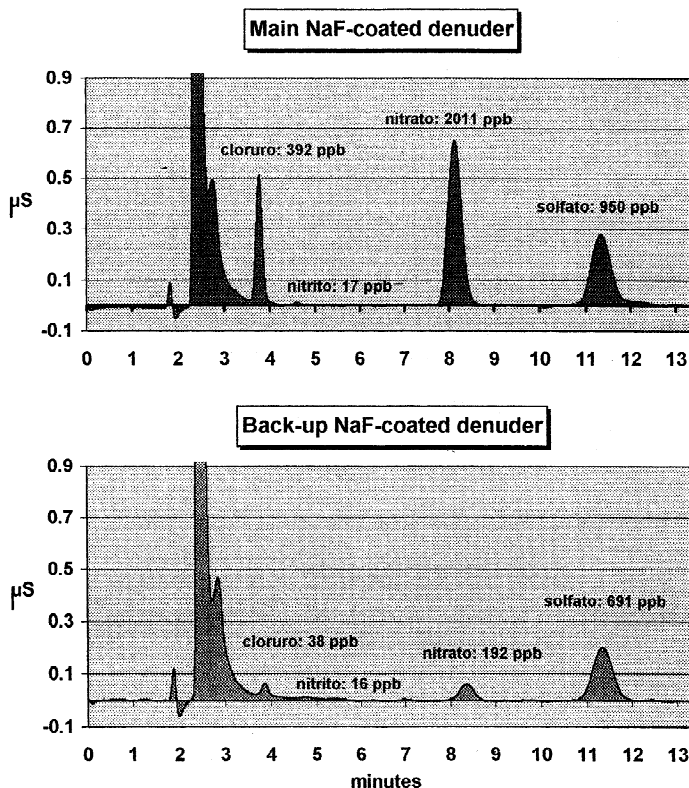 Main NaF-coated denuder
0.9
0.7
0.5
0.3
0.1
-0.1
µS
cloruro: 392 ppb
nitrato: 2011 ppb
solfato: 950 ppb
nitrito: 17 ppb
0 1 2 3 4 5 6 7 8 9 10 11 12 13
Back-up NaF-coated denuder
0.9
0.7
0.5
0.3
0.1
-0.1
µS
solfato: 691 ppb
cloruro: 38 ppb
nitrato: 192 ppb
nitrito: 16 ppb
0 1 2 3 4 5 6 7 8 9 10 11 12 13
minutes